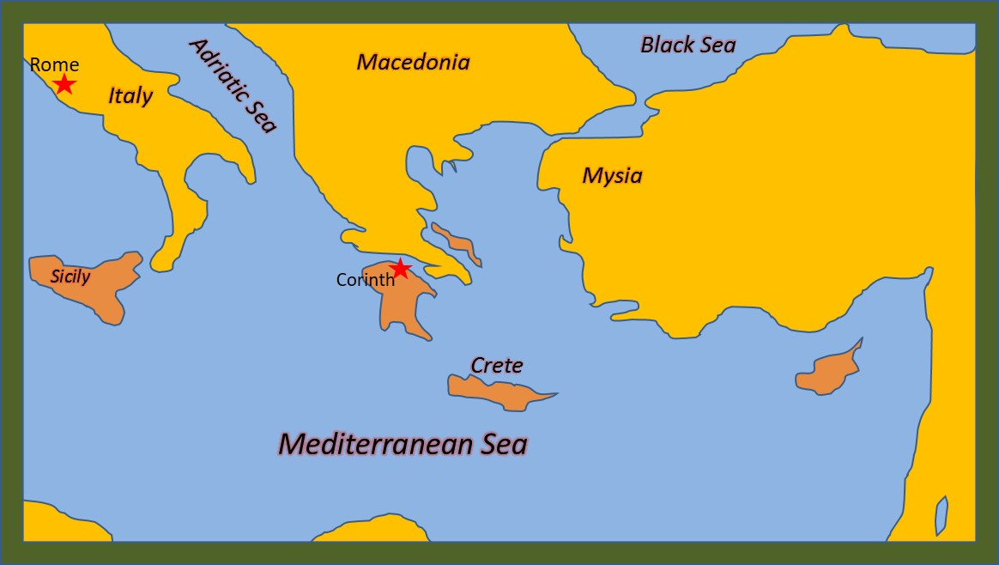 Black Sea
Adriatic Sea
Macedonia
Rome
Italy
Mysia
Sicily
Corinth
Crete
Mediterranean Sea